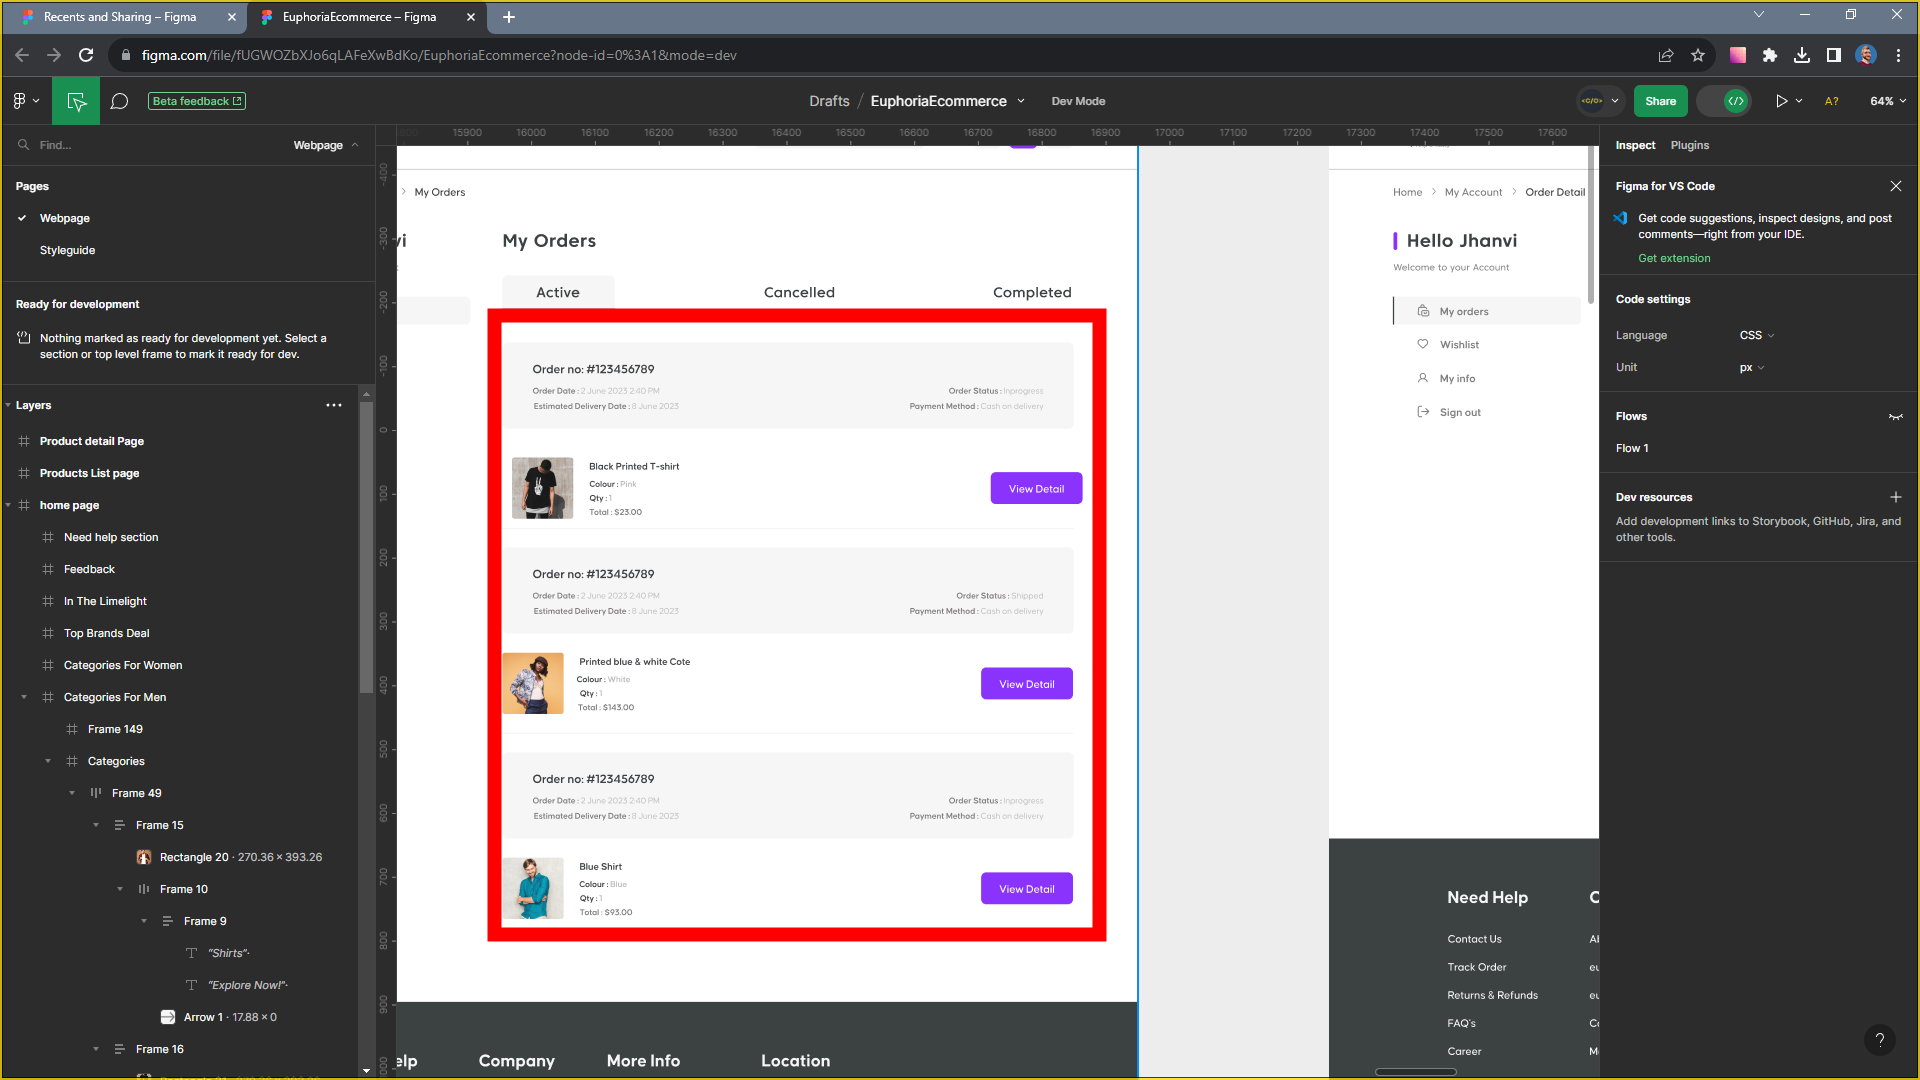 Recents and Sharing – Figma
EuphoriaEcommerce – Figma
figma.com/file/fUGWOZbXJo6qLAFeXwBdKo/EuphoriaEcommerce?node-id=0%3A1&mode=dev
Beta feedback
Drafts / EuphoriaEcommerce
Dev Mode
Share
A?
64%
Find...
Webpage
Pages
Webpage
Styleguide
Ready for development
Nothing marked as ready for development yet. Select a
section or top level frame to mark it ready for dev.
Layers
Product detail Page
Products List page
home page
Need help section
Feedback
In The Limelight
Top Brands Deal
Categories For Women
Categories For Men
Frame 149
Categories
Frame 49
Frame 15
Rectangle 20 · 270.36 × 393.26
Frame 10
Frame 9
"Shirts"·
"Explore Now!"·
Arrow 1 · 17.88 × 0
Frame 16
15900 16000 16100 16200 16300 16400 16500 16600 16700 16800 16900 17000 17100 17200 17300 17400 17500 17600
-400
-300
-200
-100
0
100
200
300
400
500
600
700
800
900
My Orders
vi
My Orders
Active
Cancelled
Completed
Order no: #123456789
Order Date : 2 June 2023 2:40 PM
Estimated Delivery Date : 8 June 2023
Order Status : Inprogress
Payment Method : Cash on delivery
Black Printed T-shirt
Colour : Pink
Qty : 1
Total : $23.00
View Detail
Order no: #123456789
Order Date : 2 June 2023 2:40 PM
Estimated Delivery Date : 8 June 2023
Order Status : Shipped
Payment Method : Cash on delivery
Printed blue & white Cote
Colour : White
Qty : 1
Total : $143.00
View Detail
Order no: #123456789
Order Date : 2 June 2023 2:40 PM
Estimated Delivery Date : 8 June 2023
Order Status : Inprogress
Payment Method : Cash on delivery
Blue Shirt
Colour : Blue
Qty : 1
Total : $93.00
View Detail
elp
Company
More Info
Location
Home > My Account > Order Detail
Hello Jhanvi
Welcome to your Account
My orders
Wishlist
My info
Sign out
Need Help
Contact Us
Track Order
Returns & Refunds
FAQ's
Career
Inspect
Plugins
Figma for VS Code
Get code suggestions, inspect designs, and post
comments—right from your IDE.
Get extension
Code settings
Language
CSS
Unit
px
Flows
Flow 1
Dev resources
Add development links to Storybook, GitHub, Jira, and
other tools.
?